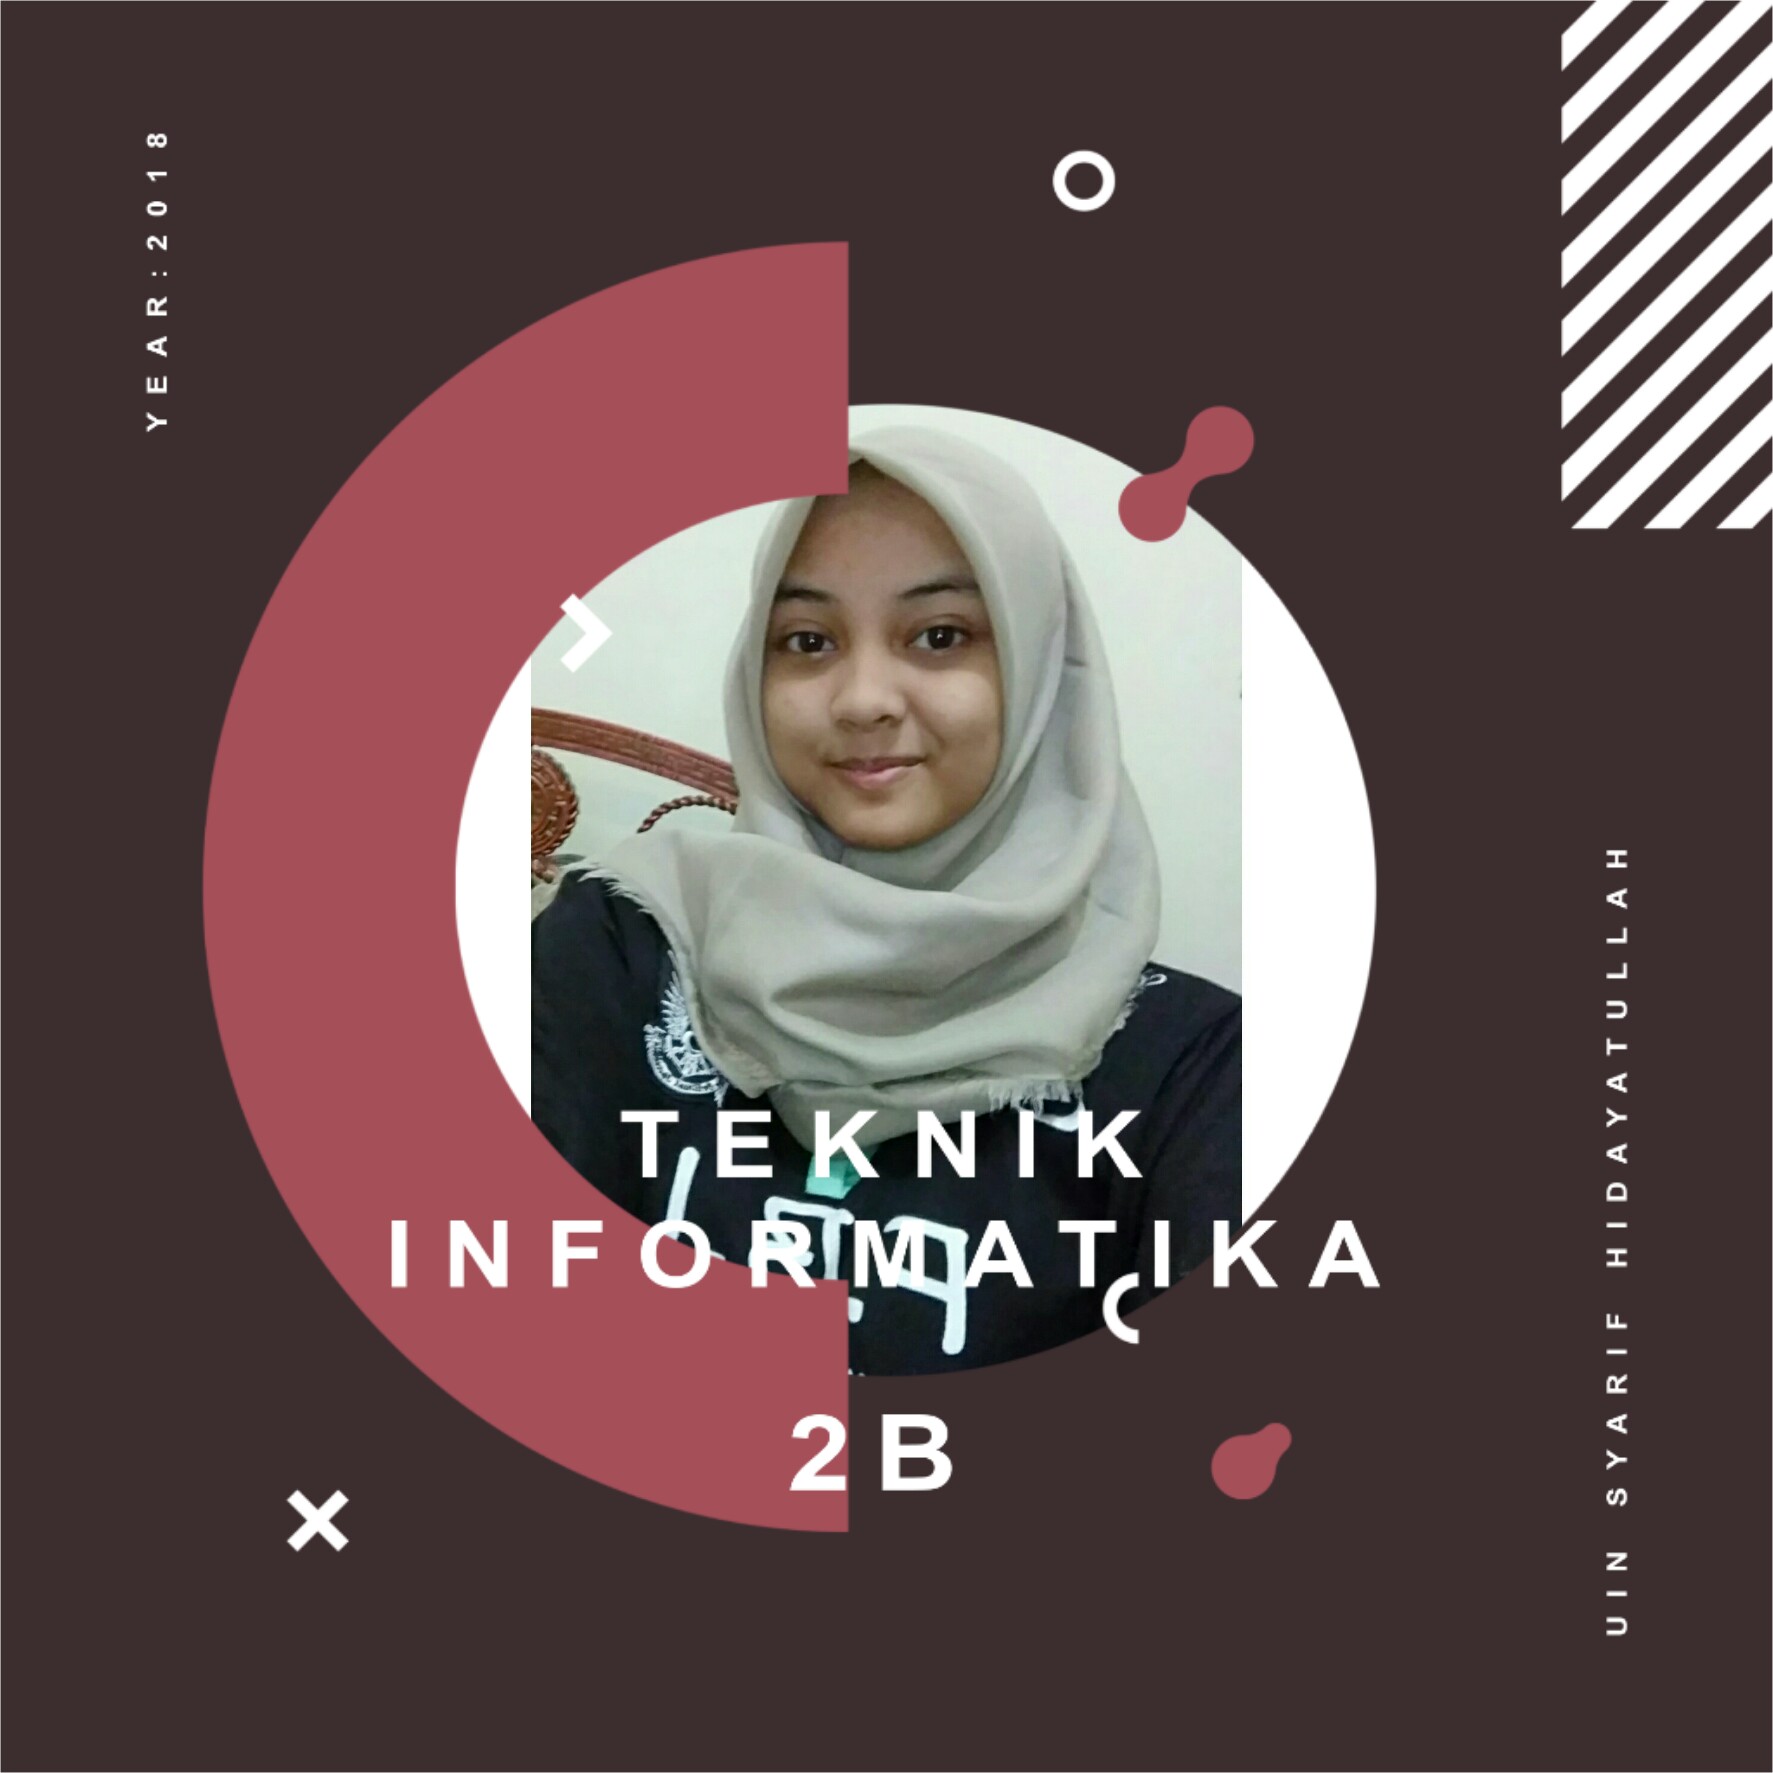 YEAR:2018
TEKNIK
INFORMATIKA
2B
UIN SYARIF HIDAYATULLAH